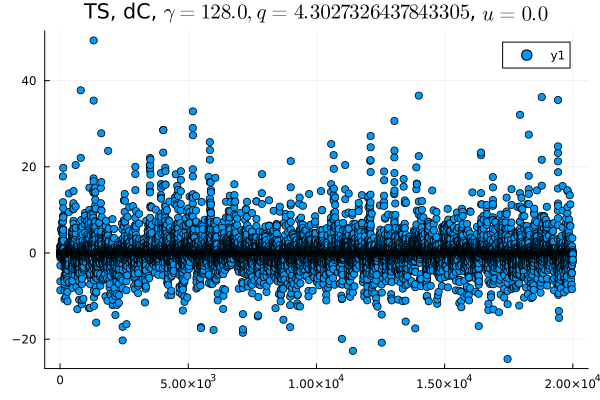 TS, dC, γ = 128.0, q = 4.3027326437843305, u = 0.0
y1
40
20
0
−20
0 5.00×10³ 1.00×10⁴ 1.50×10⁴ 2.00×10⁴